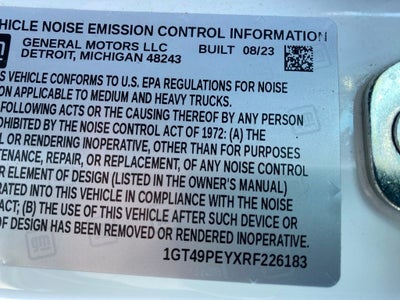 VEHICLE NOISE EMISSION CONTROL INFORMATION
GENERAL MOTORS LLC BUILT 08/23
DETROIT, MICHIGAN 48243
gm
IS VEHICLE CONFORMS TO U.S. EPA REGULATIONS FOR NOISE
ON APPLICABLE TO MEDIUM AND HEAVY TRUCKS.
FOLLOWING ACTS OR THE CAUSING THEREOF BY ANY PERSON
OHIBITED BY THE NOISE CONTROL ACT OF 1972: (A) THE
L OR RENDERING INOPERATIVE, OTHER THAN FOR PURPOSES
TENANCE, REPAIR, OR REPLACEMENT, OF ANY NOISE CONTROL
R ELEMENT OF DESIGN (LISTED IN THE OWNER'S MANUAL)
RATED INTO THIS VEHICLE IN COMPLIANCE WITH THE NOISE
ACT; (B) THE USE OF THIS VEHICLE AFTER SUCH DEVICE OR
OF DESIGN HAS BEEN REMOVED OR RENDERED INOPERATIVE.
1GT49PEYXRF226183